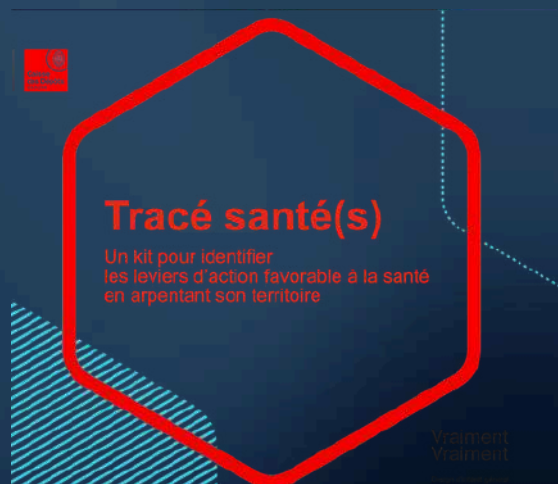 Tracé santé(s)
Un kit pour identifier
les leviers d'action favorable à la santé
en arpentant son territoire
Vraiment
Vraiment